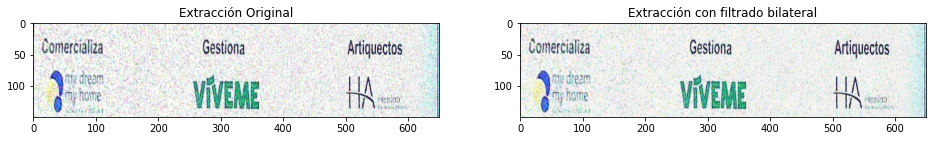 Extracción Original
Extracción con filtrado bilateral
0
50
100
Comercializa
Gestiona
Artiquectos
my dream
my home
ViVEME
HA
Herrero
0 100 200 300 400 500 600
0
50
100
Comercializa
Gestiona
Artiquectos
my dream
my home
ViVEME
HA
Herrero
0 100 200 300 400 500 600